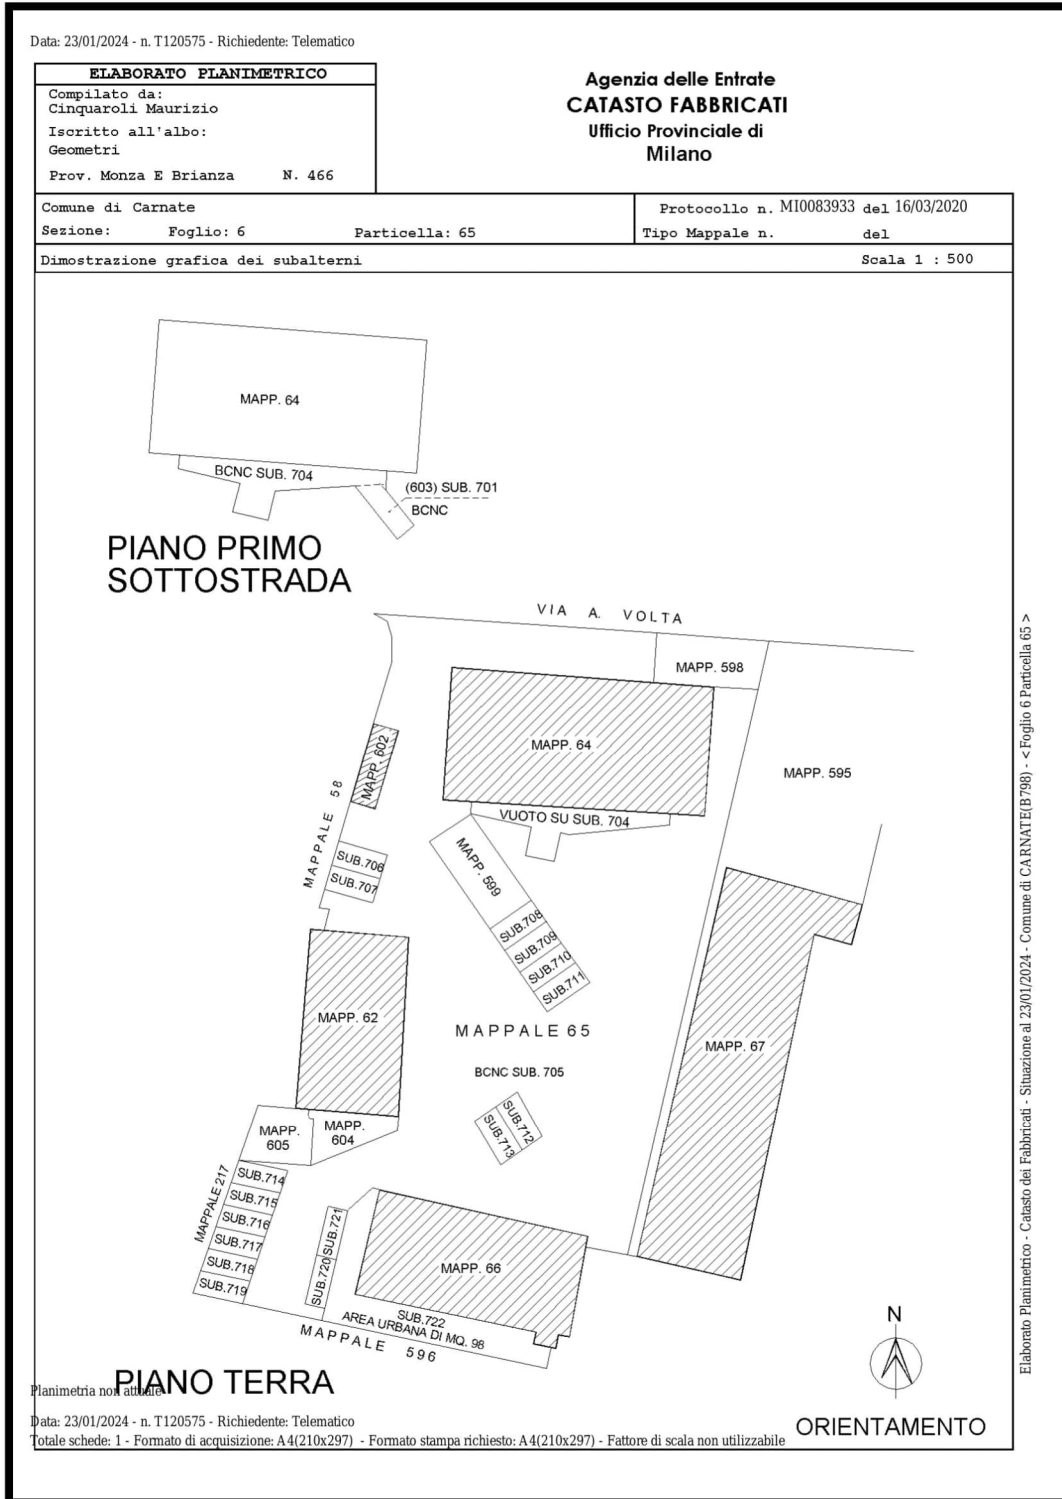 Data: 23/01/2024 - n. T120575 - Richiedente: Telematico
ELABORATO PLANIMETRICO
Compilato da:
Cinquaroli Maurizio
Iscritto all'albo:
Geometri
Prov. Monza E Brianza N. 466
Agenzia delle Entrate
CATASTO FABBRICATI
Ufficio Provinciale di
Milano
Comune di Carnate
Sezione: Foglio: 6 Particella: 65
Protocollo n. MI0083933 del 16/03/2020
Tipo Mappale n. del
Dimostrazione grafica dei subalterni Scala 1 : 500
MAPP. 64
BCNC SUB. 704
(603) SUB. 701
BCNC
PIANO PRIMO
SOTTOSTRADA
VIA A. VOLTA
MAPP. 598
MAPP. 64
MAPP. 602
MAPP. 595
MAPPALE 58
VUOTO SU SUB. 704
SUB.706
SUB.707
MAPP. 599
SUB.708
SUB.709
SUB.710
SUB.711
MAPP. 62
MAPPALE 65
MAPP. 67
BCNC SUB. 705
SUB.712
SUB.713
MAPP.
605
MAPP.
604
MAPPALE 217
SUB.714
SUB.715
SUB.716
SUB.717
SUB.718
SUB.719
SUB.721
SUB.720
MAPP. 66
SUB.722
AREA URBANA DI MQ. 98
MAPPALE 596
N
ORIENTAMENTO
PIANO TERRA
Planimetria non attuale
Data: 23/01/2024 - n. T120575 - Richiedente: Telematico
Totale schede: 1 - Formato di acquisizione: A4(210x297) - Formato stampa richiesto: A4(210x297) - Fattore di scala non utilizzabile
Elaborato Planimetrico - Catasto dei Fabbricati - Situazione al 23/01/2024 - Comune di CARNATE(B798) - < Foglio 6 Particella 65 >